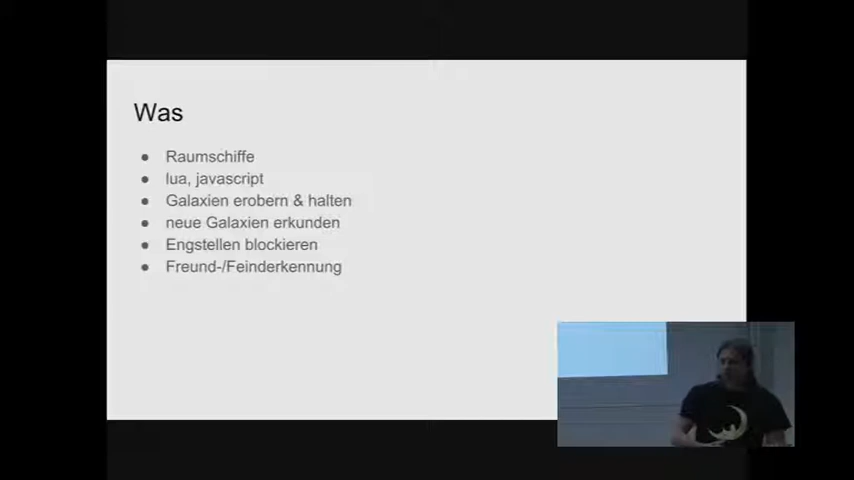 Was
● Raumschiffe
● lua, javascript
● Galaxien erobern & halten
● neue Galaxien erkunden
● Engstellen blockieren
● Freund-/Feinderkennung